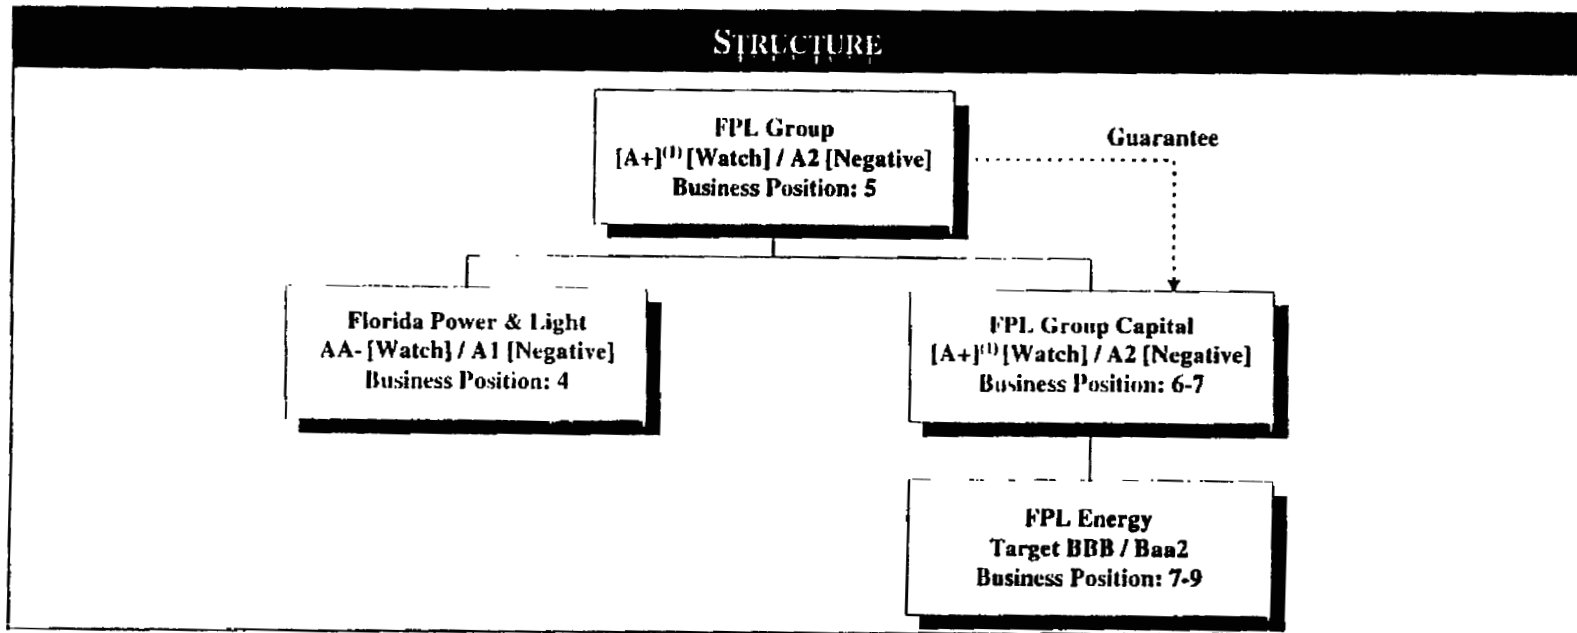 STRUCTURE
FPL Group
[A+]⁽¹⁾ [Watch] / A2 [Negative]
Business Position: 5
Guarantee
Florida Power & Light
AA- [Watch] / A1 [Negative]
Business Position: 4
FPL Group Capital
[A+]⁽¹⁾ [Watch] / A2 [Negative]
Business Position: 6-7
FPL Energy
Target BBB / Baa2
Business Position: 7-9